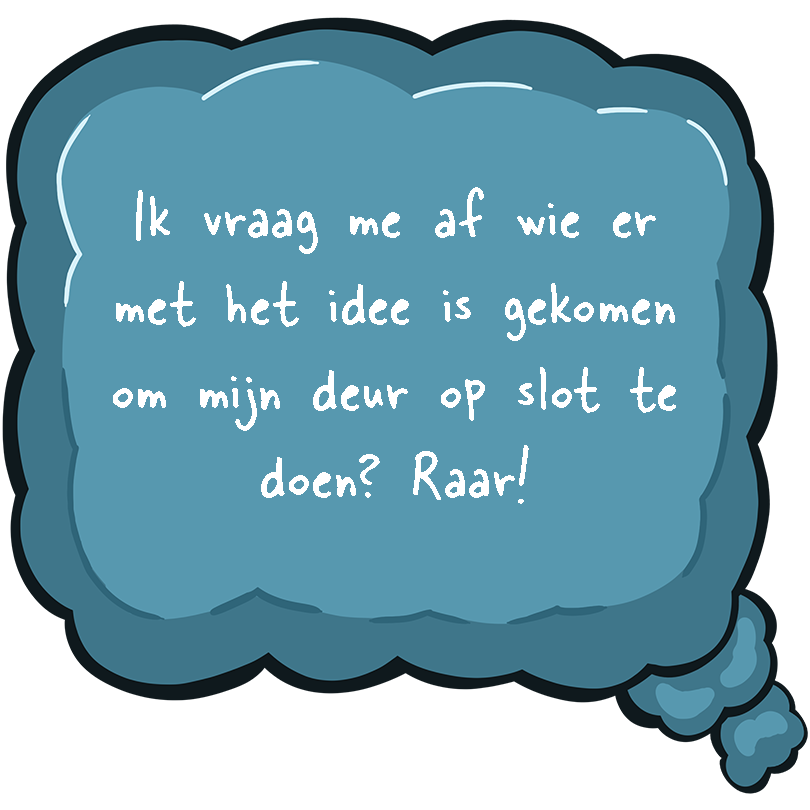 Ik vraag me af wie er
met het idee is gekomen
om mijn deur op slot te
doen? Raar!